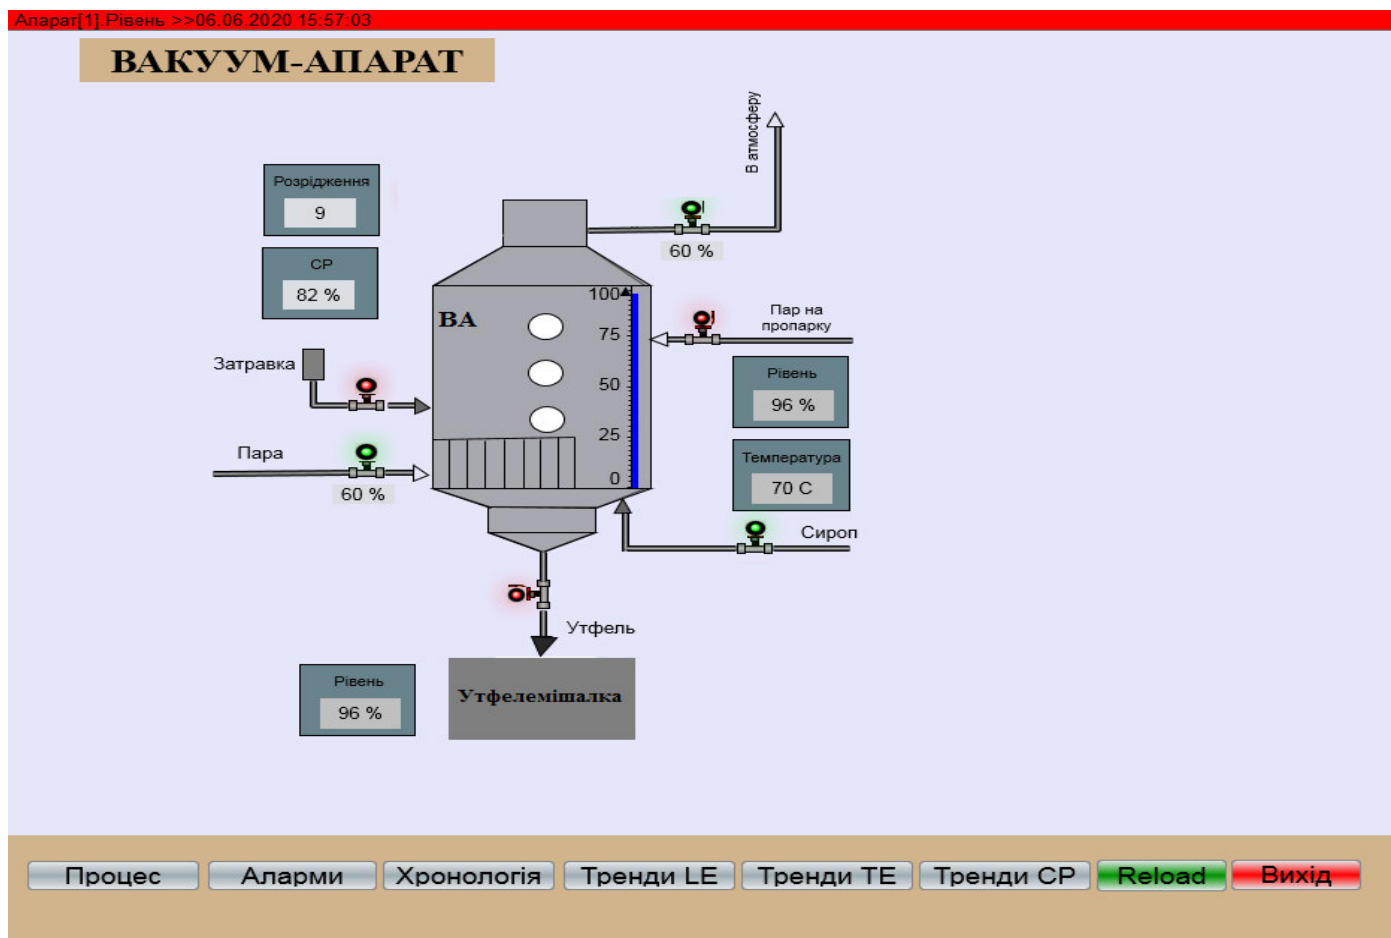 Апарат[1].Рівень >>06.06.2020 15:57:03
ВАКУУМ-АПАРАТ
В атмосферу
Розрідження
9
60 %
СР
82 %
100
ВА
75
Пар на
пропарку
Затравка
50
Рівень
96 %
25
Пара
Температура
0
70 С
60 %
Сироп
Утфель
Рівень
96 %
Утфелемішалка
Процес
Аларми
Хронологія
Тренди LE
Тренди TE
Тренди СР
Reload
Вихід